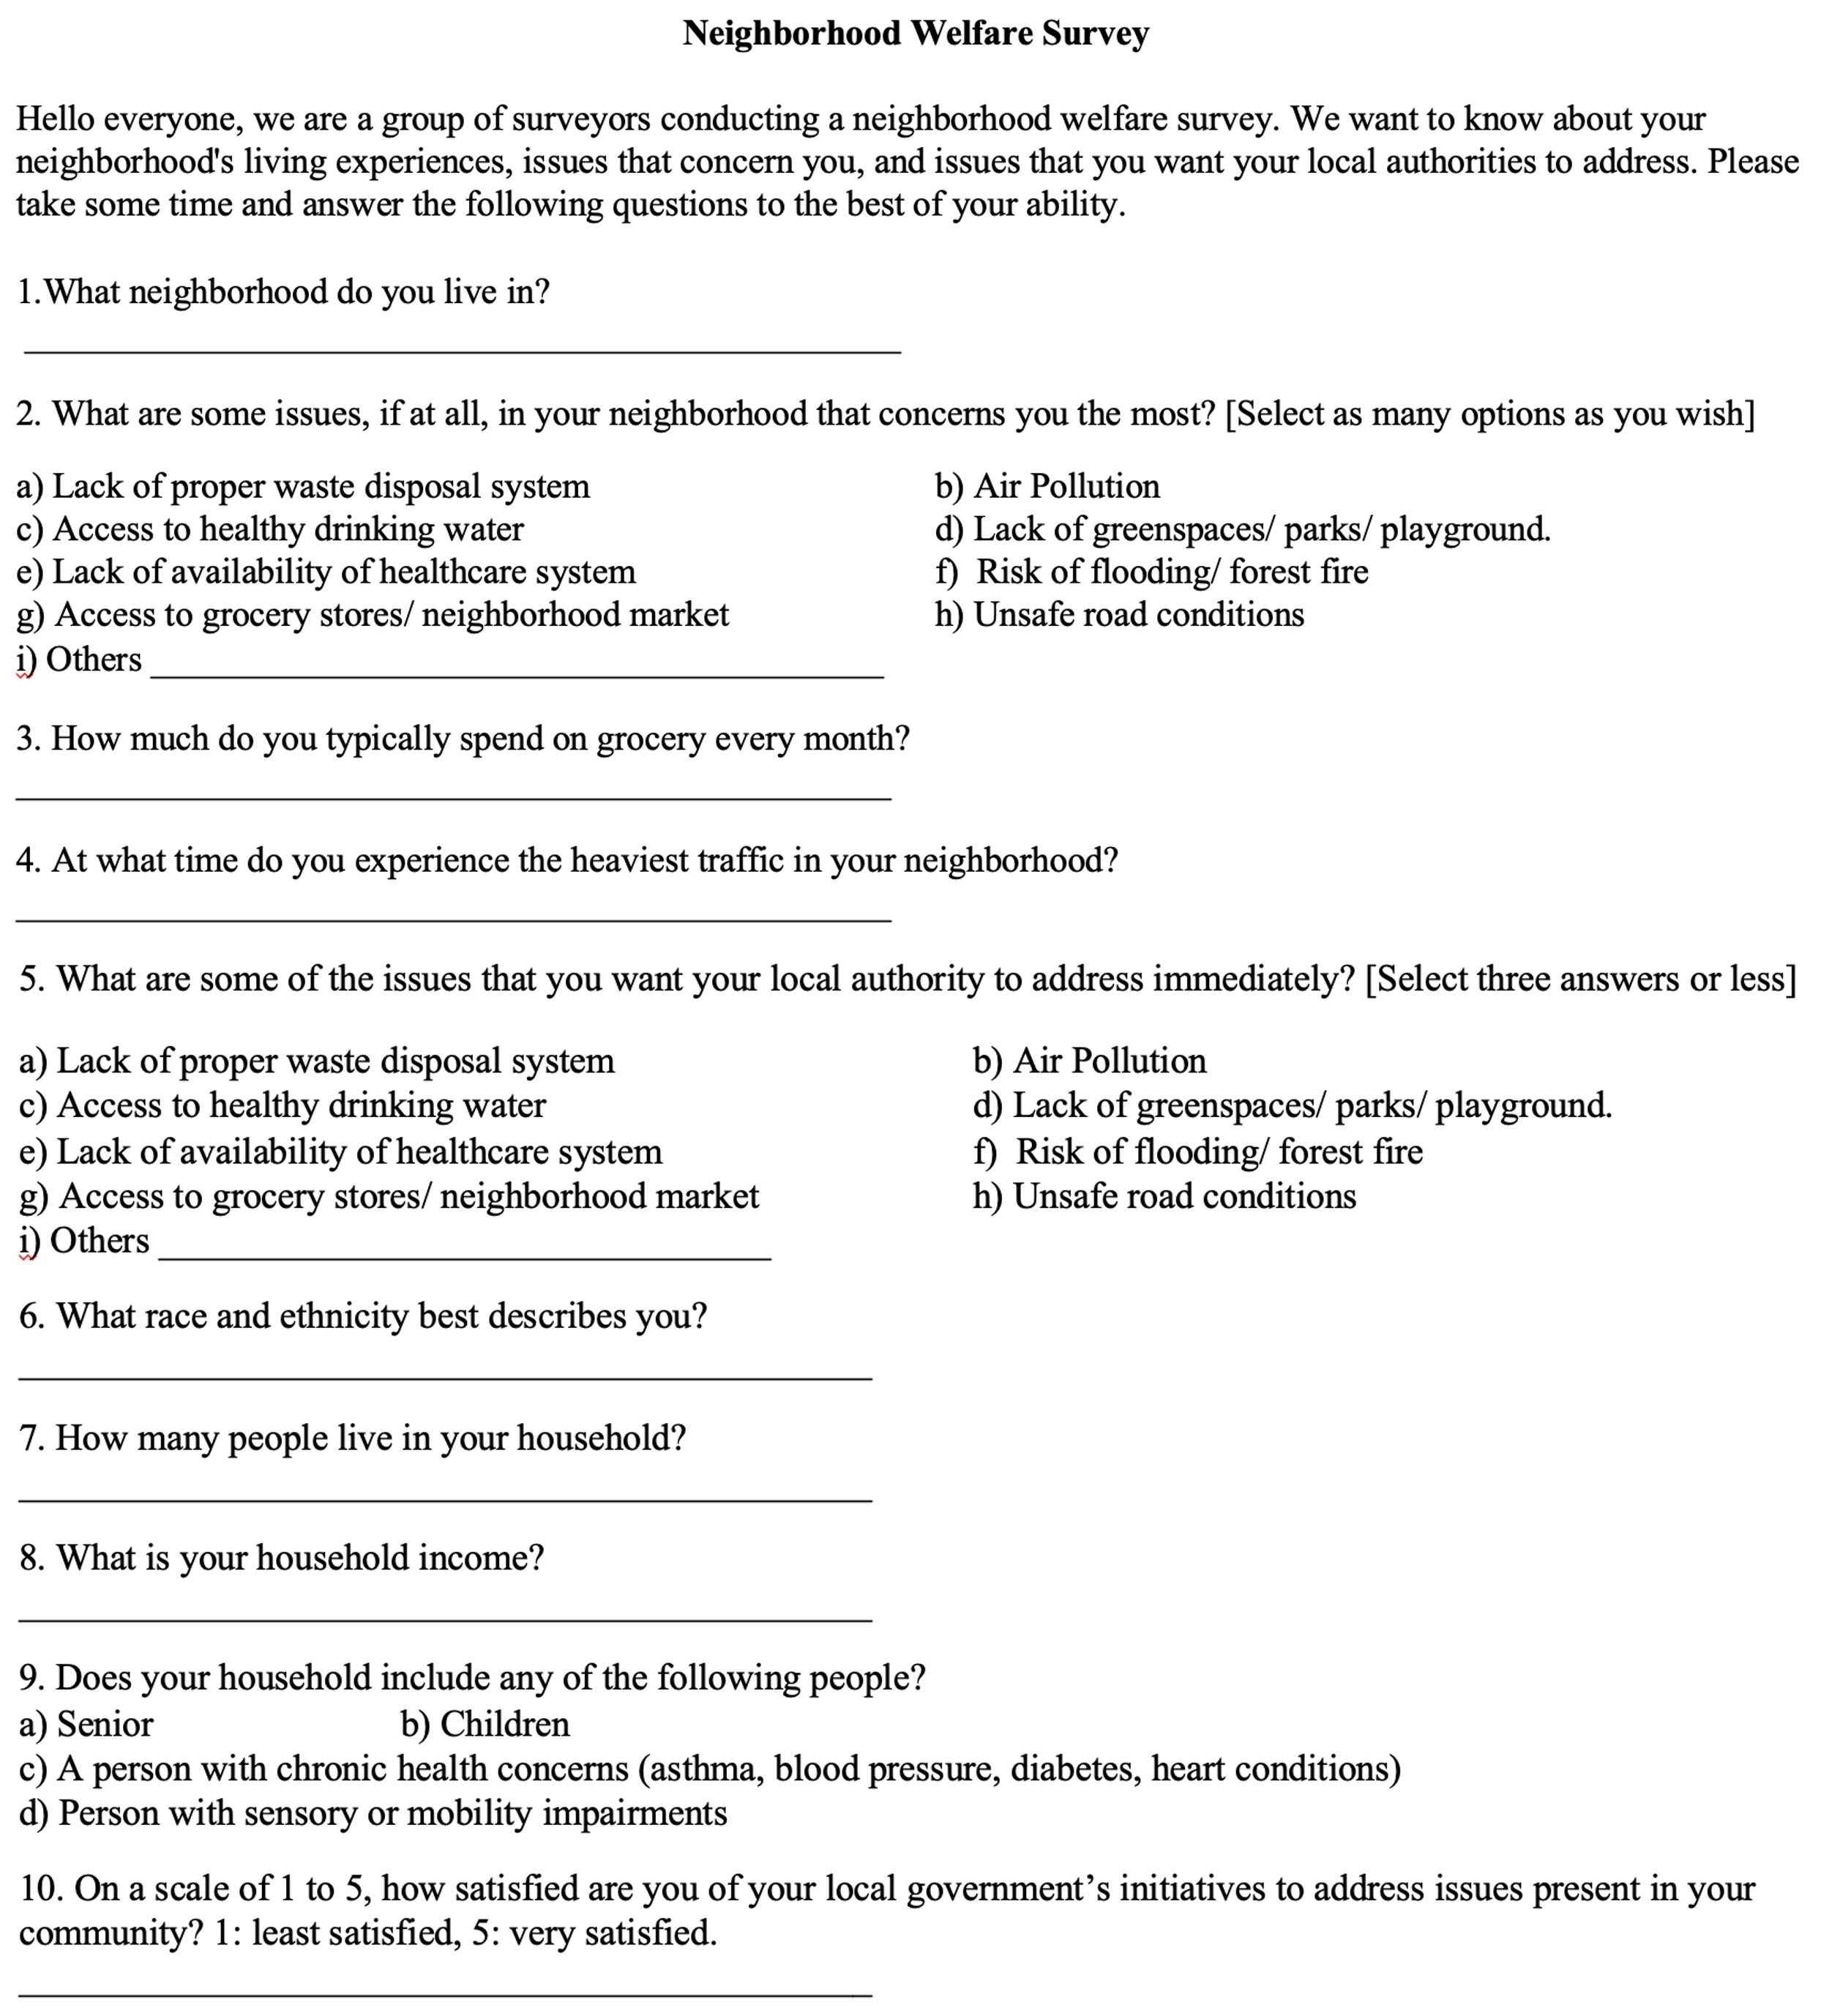 Neighborhood Welfare Survey
Hello everyone, we are a group of surveyors conducting a neighborhood welfare survey. We want to know about your
neighborhood's living experiences, issues that concern you, and issues that you want your local authorities to address. Please
take some time and answer the following questions to the best of your ability.
1.What neighborhood do you live in?
2. What are some issues, if at all, in your neighborhood that concerns you the most? [Select as many options as you wish]
a) Lack of proper waste disposal system b) Air Pollution
c) Access to healthy drinking water d) Lack of greenspaces/ parks/ playground.
e) Lack of availability of healthcare system f) Risk of flooding/ forest fire
g) Access to grocery stores/ neighborhood market h) Unsafe road conditions
i) Others
3. How much do you typically spend on grocery every month?
4. At what time do you experience the heaviest traffic in your neighborhood?
5. What are some of the issues that you want your local authority to address immediately? [Select three answers or less]
a) Lack of proper waste disposal system b) Air Pollution
c) Access to healthy drinking water d) Lack of greenspaces/ parks/ playground.
e) Lack of availability of healthcare system f) Risk of flooding/ forest fire
g) Access to grocery stores/ neighborhood market h) Unsafe road conditions
i) Others
6. What race and ethnicity best describes you?
7. How many people live in your household?
8. What is your household income?
9. Does your household include any of the following people?
a) Senior b) Children
c) A person with chronic health concerns (asthma, blood pressure, diabetes, heart conditions)
d) Person with sensory or mobility impairments
10. On a scale of 1 to 5, how satisfied are you of your local government’s initiatives to address issues present in your
community? 1: least satisfied, 5: very satisfied.